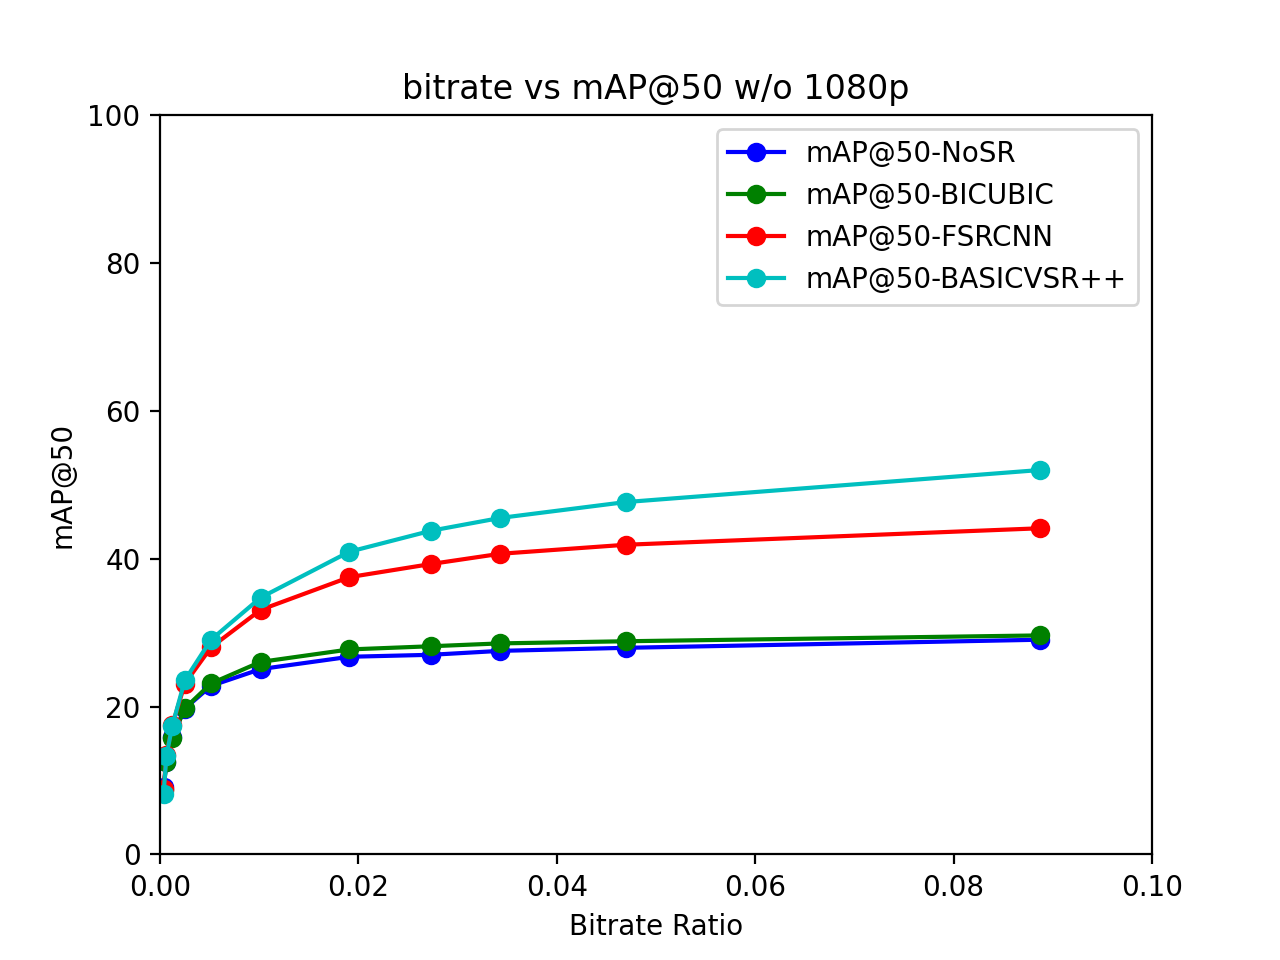 bitrate vs mAP@50 w/o 1080p
100
80
60
40
20
0
mAP@50
mAP@50-NoSR
mAP@50-BICUBIC
mAP@50-FSRCNN
mAP@50-BASICVSR++
0.00
0.02
0.04
0.06
0.08
0.10
Bitrate Ratio